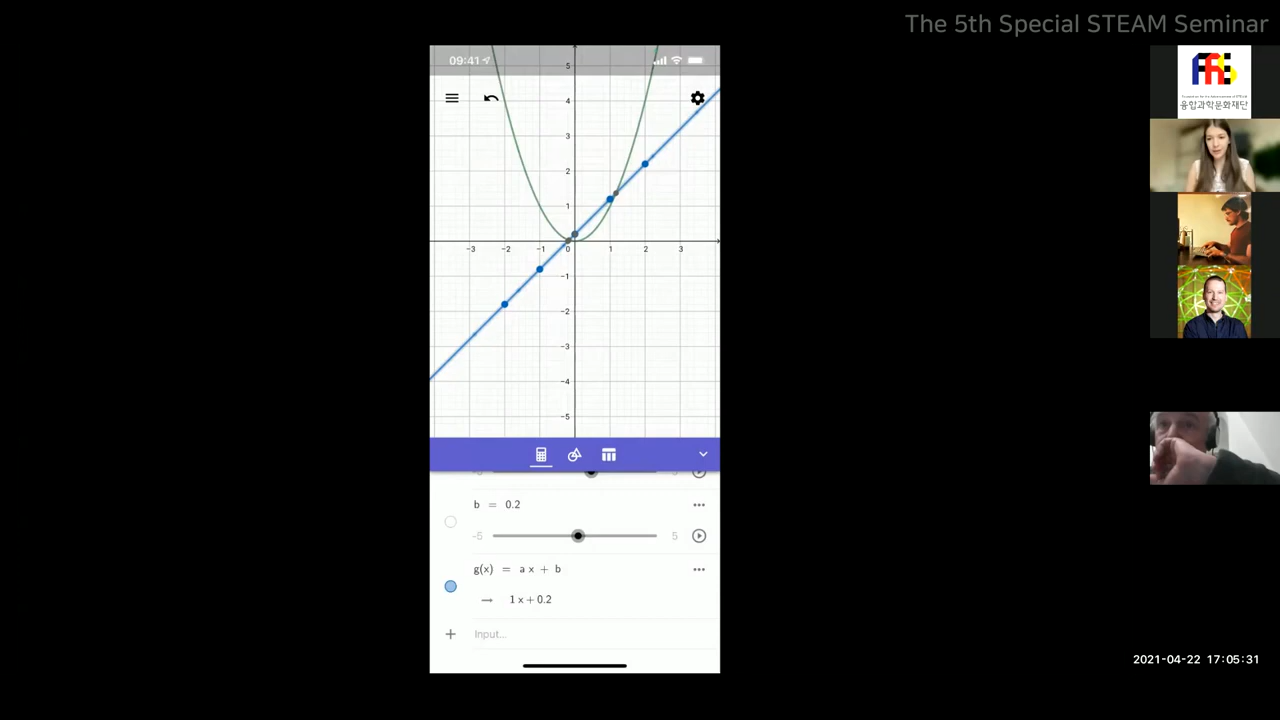 The 5th Special STEAM Seminar
09:41
5
4
3
2
1
-3 -2 -1 0 1 2 3
-1
-2
-3
-4
-5
융합과학문화재단
b = 0.2
-5 5
g(x) = a x + b
→ 1 x + 0.2
+ Input...
2021-04-22 17:05:31